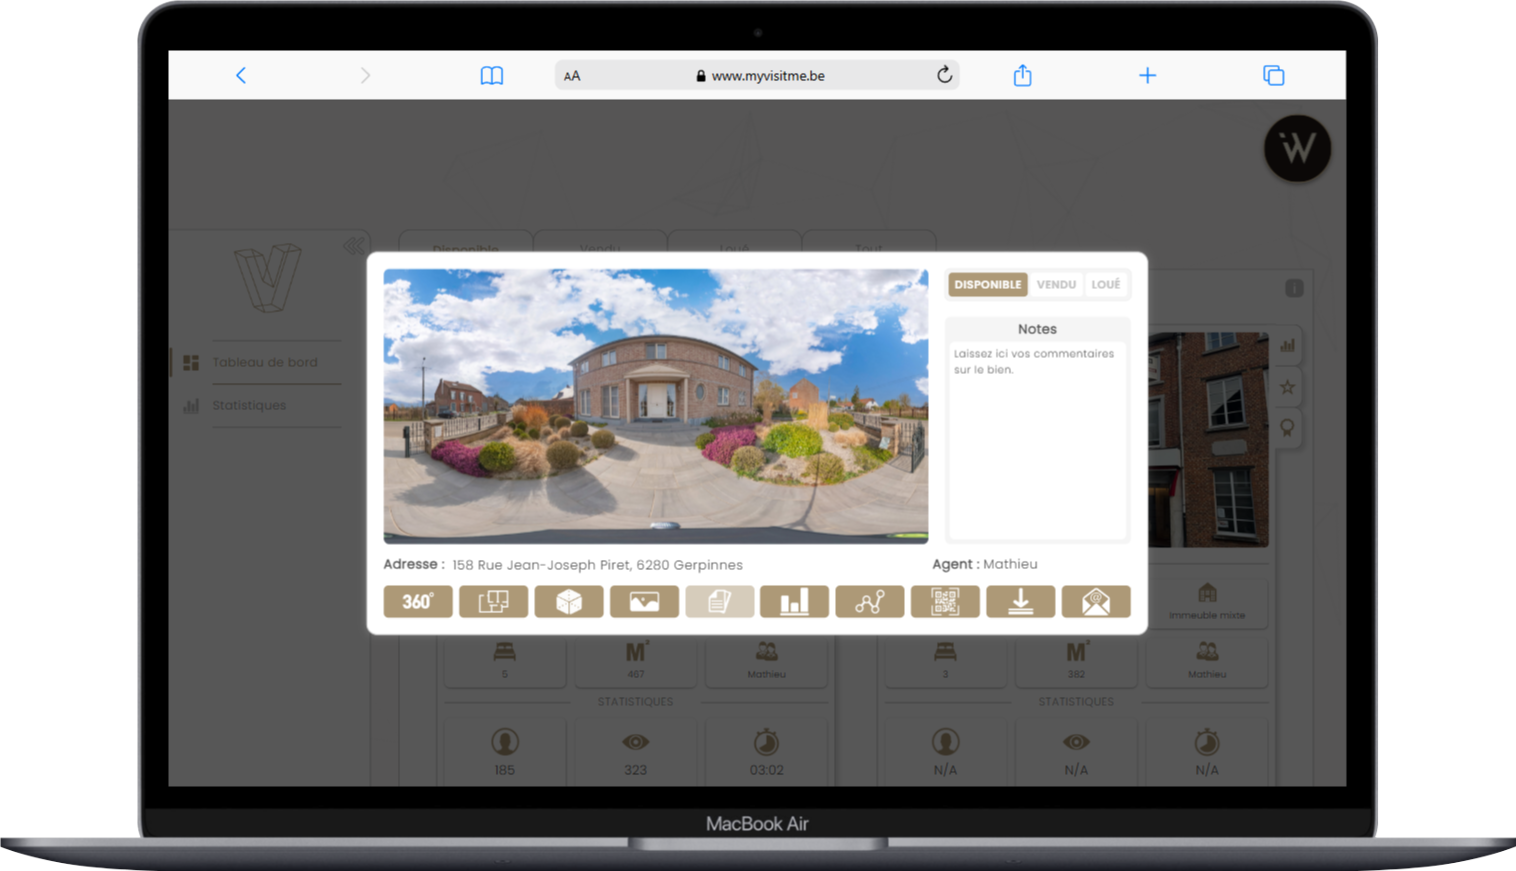 AA
www.myvisitme.be
W
Disponible
Vendu
Loué
Tout
Tableau de bord
Statistiques
DISPONIBLE
VENDU
LOUÉ
Notes
Laissez ici vos commentaires
sur le bien.
Adresse : 158 Rue Jean-Joseph Piret, 6280 Gerpinnes
Agent : Mathieu
360°
Immeuble mixte
M²
5
467
Mathieu
M²
3
382
Mathieu
STATISTIQUES
STATISTIQUES
185
323
03:02
N/A
N/A
N/A
MacBook Air